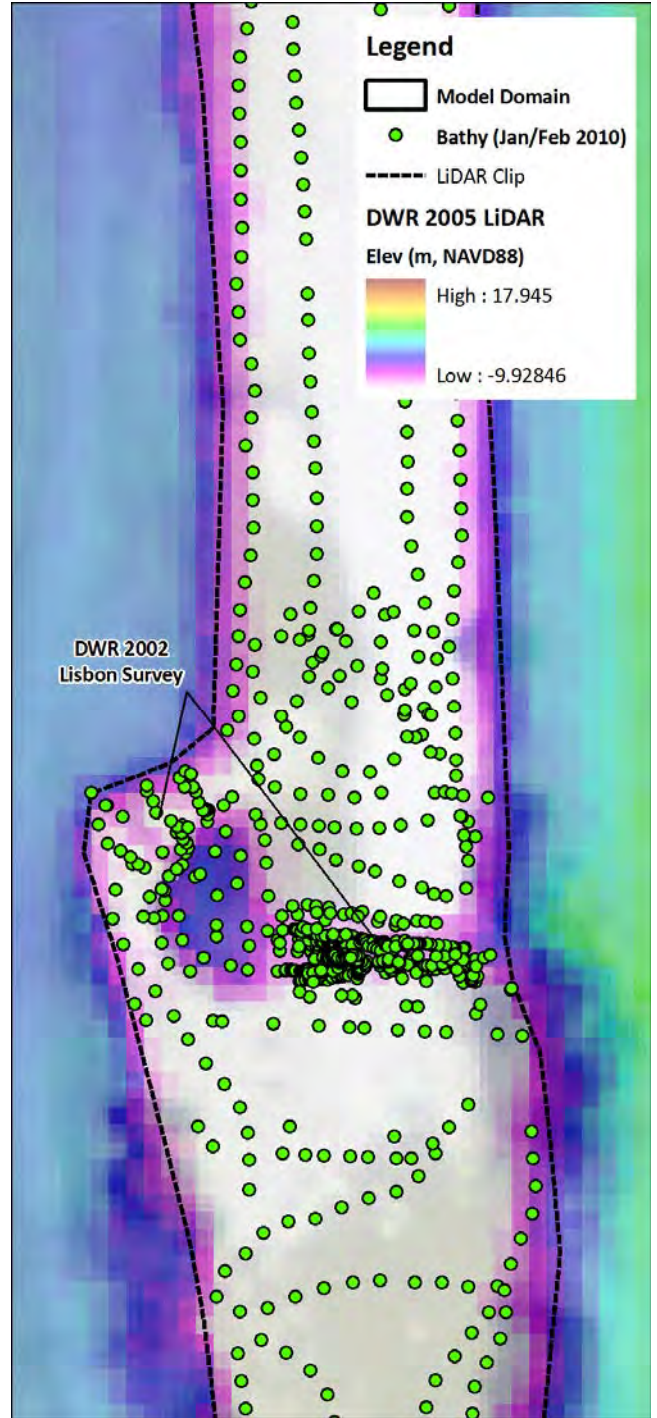 Legend
Model Domain
Bathy (Jan/Feb 2010)
LiDAR Clip
DWR 2005 LiDAR
Elev (m, NAVD88)
High : 17.945
Low : -9.92846
DWR 2002
Lisbon Survey